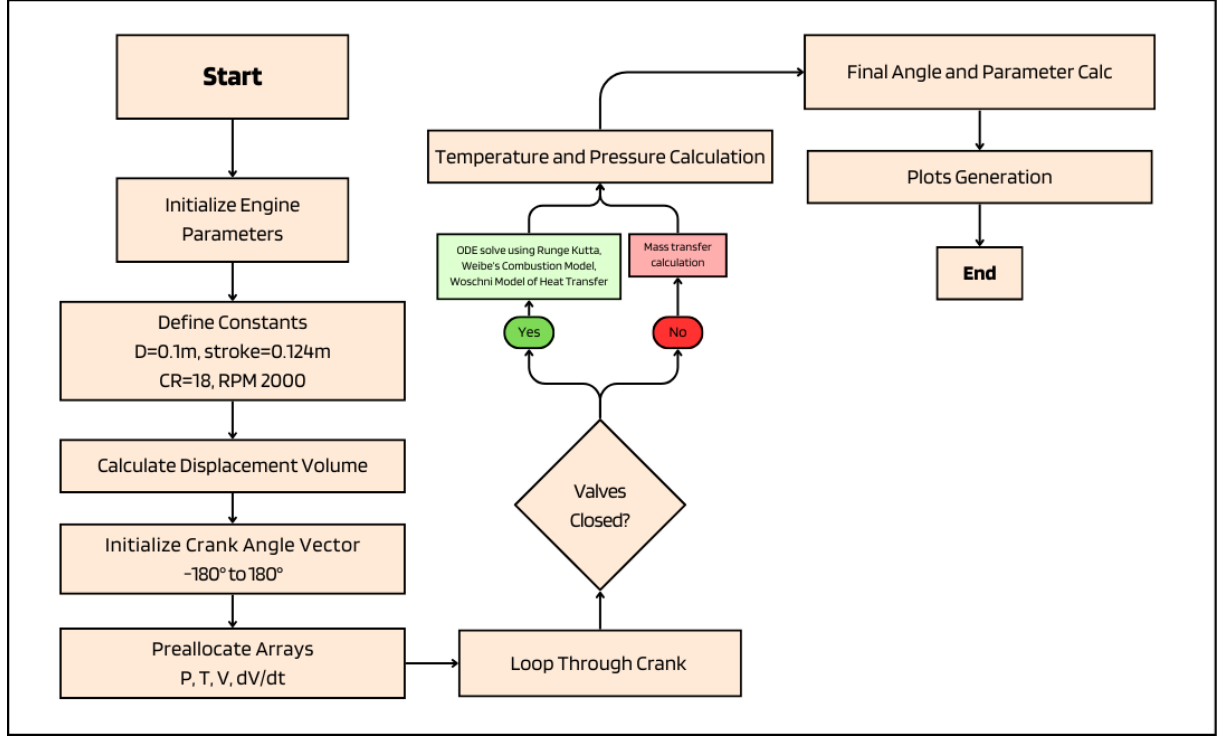 Start
Initialize Engine
Parameters
Define Constants
D=0.1m, stroke=0.124m
CR=18, RPM 2000
Calculate Displacement Volume
Initialize Crank Angle Vector
-180° to 180°
Preallocate Arrays
P, T, V, dV/dt
Loop Through Crank
Valves
Closed?
Yes
No
ODE solve using Runge Kutta,
Weibe's Combustion Model,
Woschni Model of Heat Transfer
Mass transfer
calculation
Temperature and Pressure Calculation
Final Angle and Parameter Calc
Plots Generation
End